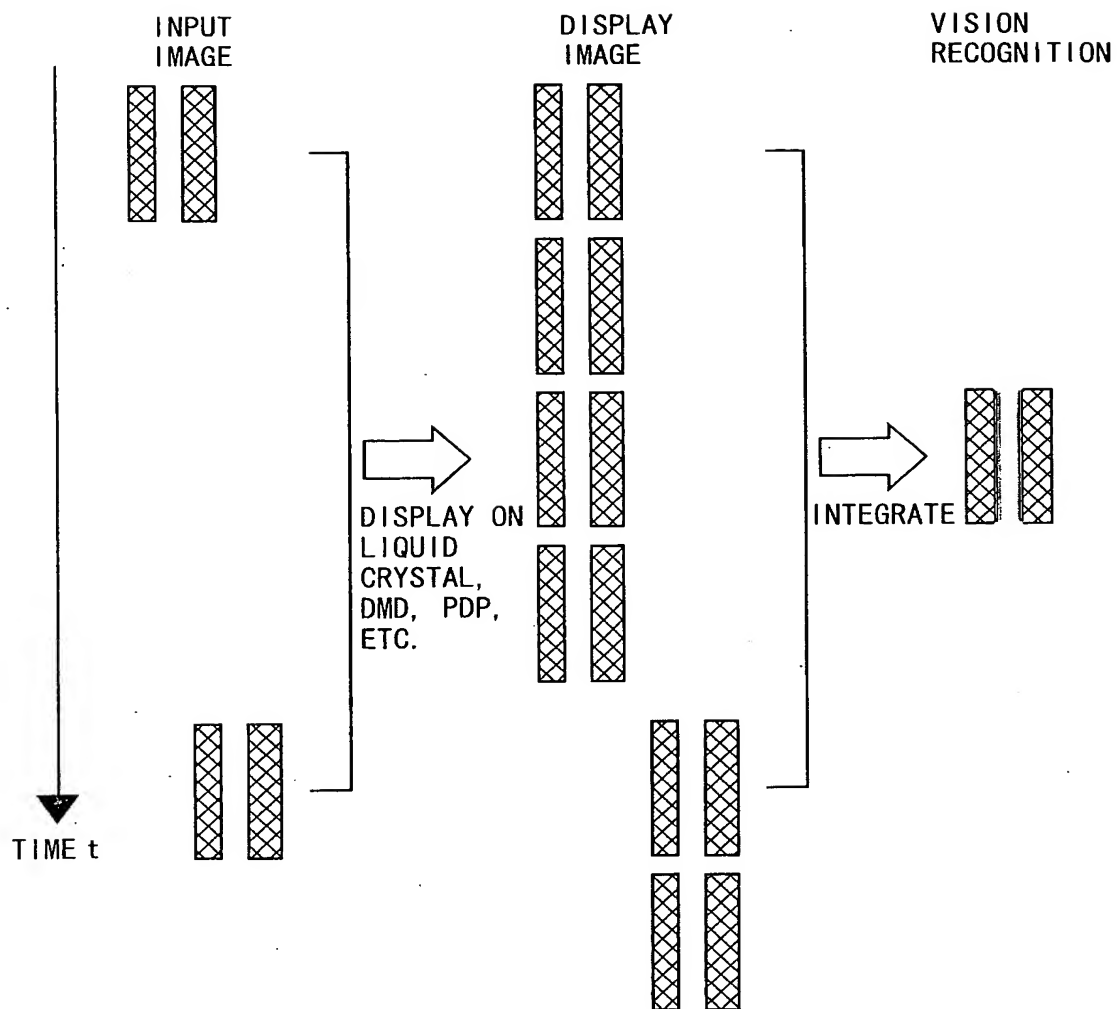 INPUT
IMAGE
DISPLAY
IMAGE
VISION
RECOGNITION
DISPLAY ON
LIQUID
CRYSTAL,
DMD, PDP,
ETC.
INTEGRATE
TIME t